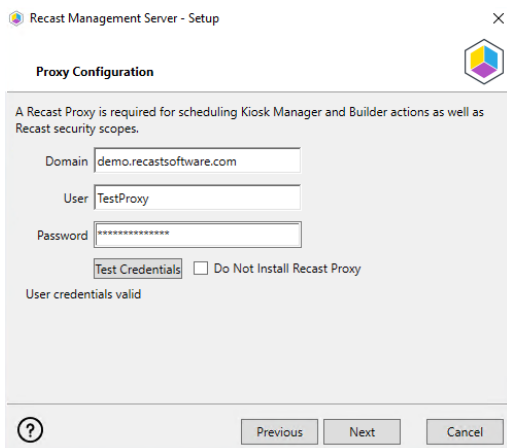 Recast Management Server - Setup
Proxy Configuration
A Recast Proxy is required for scheduling Kiosk Manager and Builder actions as well as
Recast security scopes.
Domain demo.recastsoftware.com
User TestProxy
Password **************
Test Credentials Do Not Install Recast Proxy
User credentials valid
? Previous Next Cancel